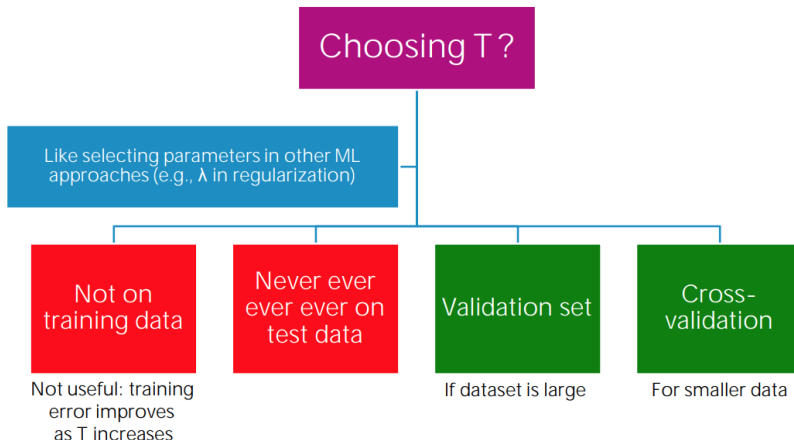 Choosing T?
Like selecting parameters in other ML
approaches (e.g., λ in regularization)
Not on
training data
Never ever
ever ever on
test data
Validation set
Cross-
validation
Not useful: training
error improves
as T increases
If dataset is large
For smaller data